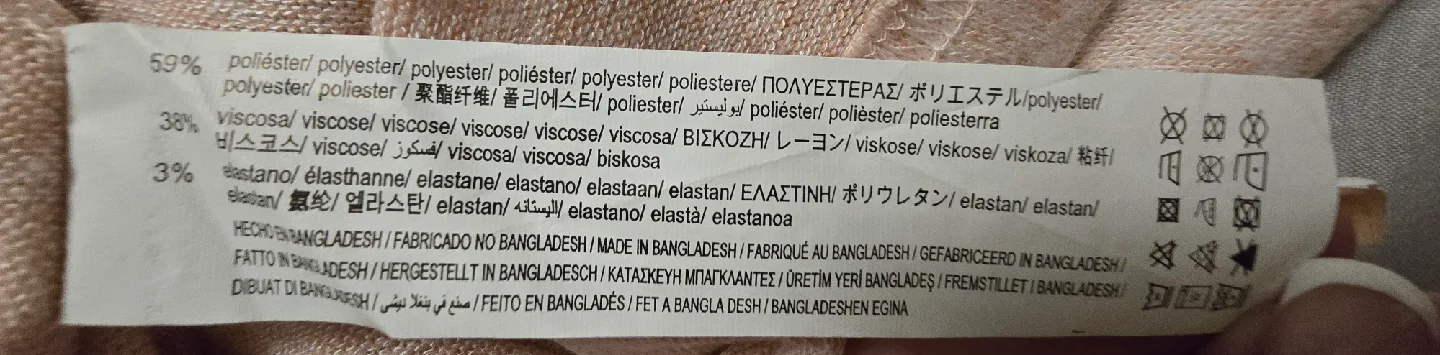 59% poliéster/ polyester/ polyester/ poliéster/ polyester/ poliestere/ ΠΟΛΥΕΣΤΕΡΑΣ/ ポリエステル/polyester/
polyester/ poliester / 聚酯纤维/ 폴리에스터/ poliester/ بوليستير/ poliéster/ polièster/ poliesterra
38% viscosa/ viscose/ viscose/ viscose/ viscose/ viscosa/ ΒΙΣΚΟΖΗ/ レーヨン/ viskose/ viskose/ viskoza/ 粘纤/
비스코스/ viscose/ فسكوز/ viscosa/ viscosa/ biskosa
3% elastano/ élasthanne/ elastane/ elastano/ elastaan/ elastan/ ΕΛΑΣΤΙΝΗ/ ポリウレタン/ elastan/ elastan/
elastan/ 氨纶/ 엘라스탄/ elastan/ اليستانه/ elastano/ elastà/ elastanoa
HECHO EN BANGLADESH / FABRICADO NO BANGLADESH / MADE IN BANGLADESH / FABRIQUÉ AU BANGLADESH / GEFABRICEERD IN BANGLADESH/
FATTO IN BANGLADESH / HERGESTELLT IN BANGLADESCH / ΚΑΤΑΣΚΕΥΗ ΜΠΑΓΚΛΑΝΤΕΣ / ÜRETİM YERİ BANGLADEŞ / FREMSTILLET I BANGLADESH/
DIBUAT DI BANGLADESH / صنع في بنغلا ديش / FEITO EN BANGLADÉS / FET A BANGLA DESH / BANGLADESHEN EGINA